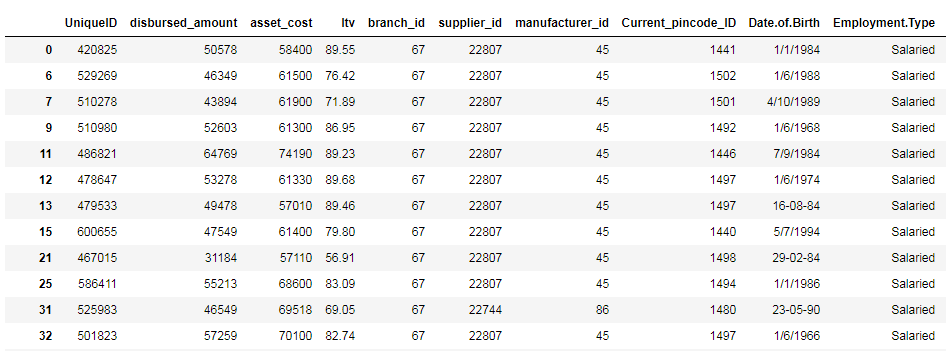 UniqueID disbursed_amount asset_cost ltv branch_id supplier_id manufacturer_id Current_pincode_ID Date.of.Birth Employment.Type
0 420825 50578 58400 89.55 67 22807 45 1441 1/1/1984 Salaried
6 529269 46349 61500 76.42 67 22807 45 1502 1/6/1988 Salaried
7 510278 43894 61900 71.89 67 22807 45 1501 4/10/1989 Salaried
9 510980 52603 61300 86.95 67 22807 45 1492 1/6/1968 Salaried
11 486821 64769 74190 89.23 67 22807 45 1446 7/9/1984 Salaried
12 478647 53278 61330 89.68 67 22807 45 1497 1/6/1974 Salaried
13 479533 49478 57010 89.46 67 22807 45 1497 16-08-84 Salaried
15 600655 47549 61400 79.80 67 22807 45 1440 5/7/1994 Salaried
21 467015 31184 57110 56.91 67 22807 45 1498 29-02-84 Salaried
25 586411 55213 68600 83.09 67 22807 45 1494 1/1/1986 Salaried
31 525983 46549 69518 69.05 67 22744 86 1480 23-05-90 Salaried
32 501823 57259 70100 82.74 67 22807 45 1497 1/6/1966 Salaried